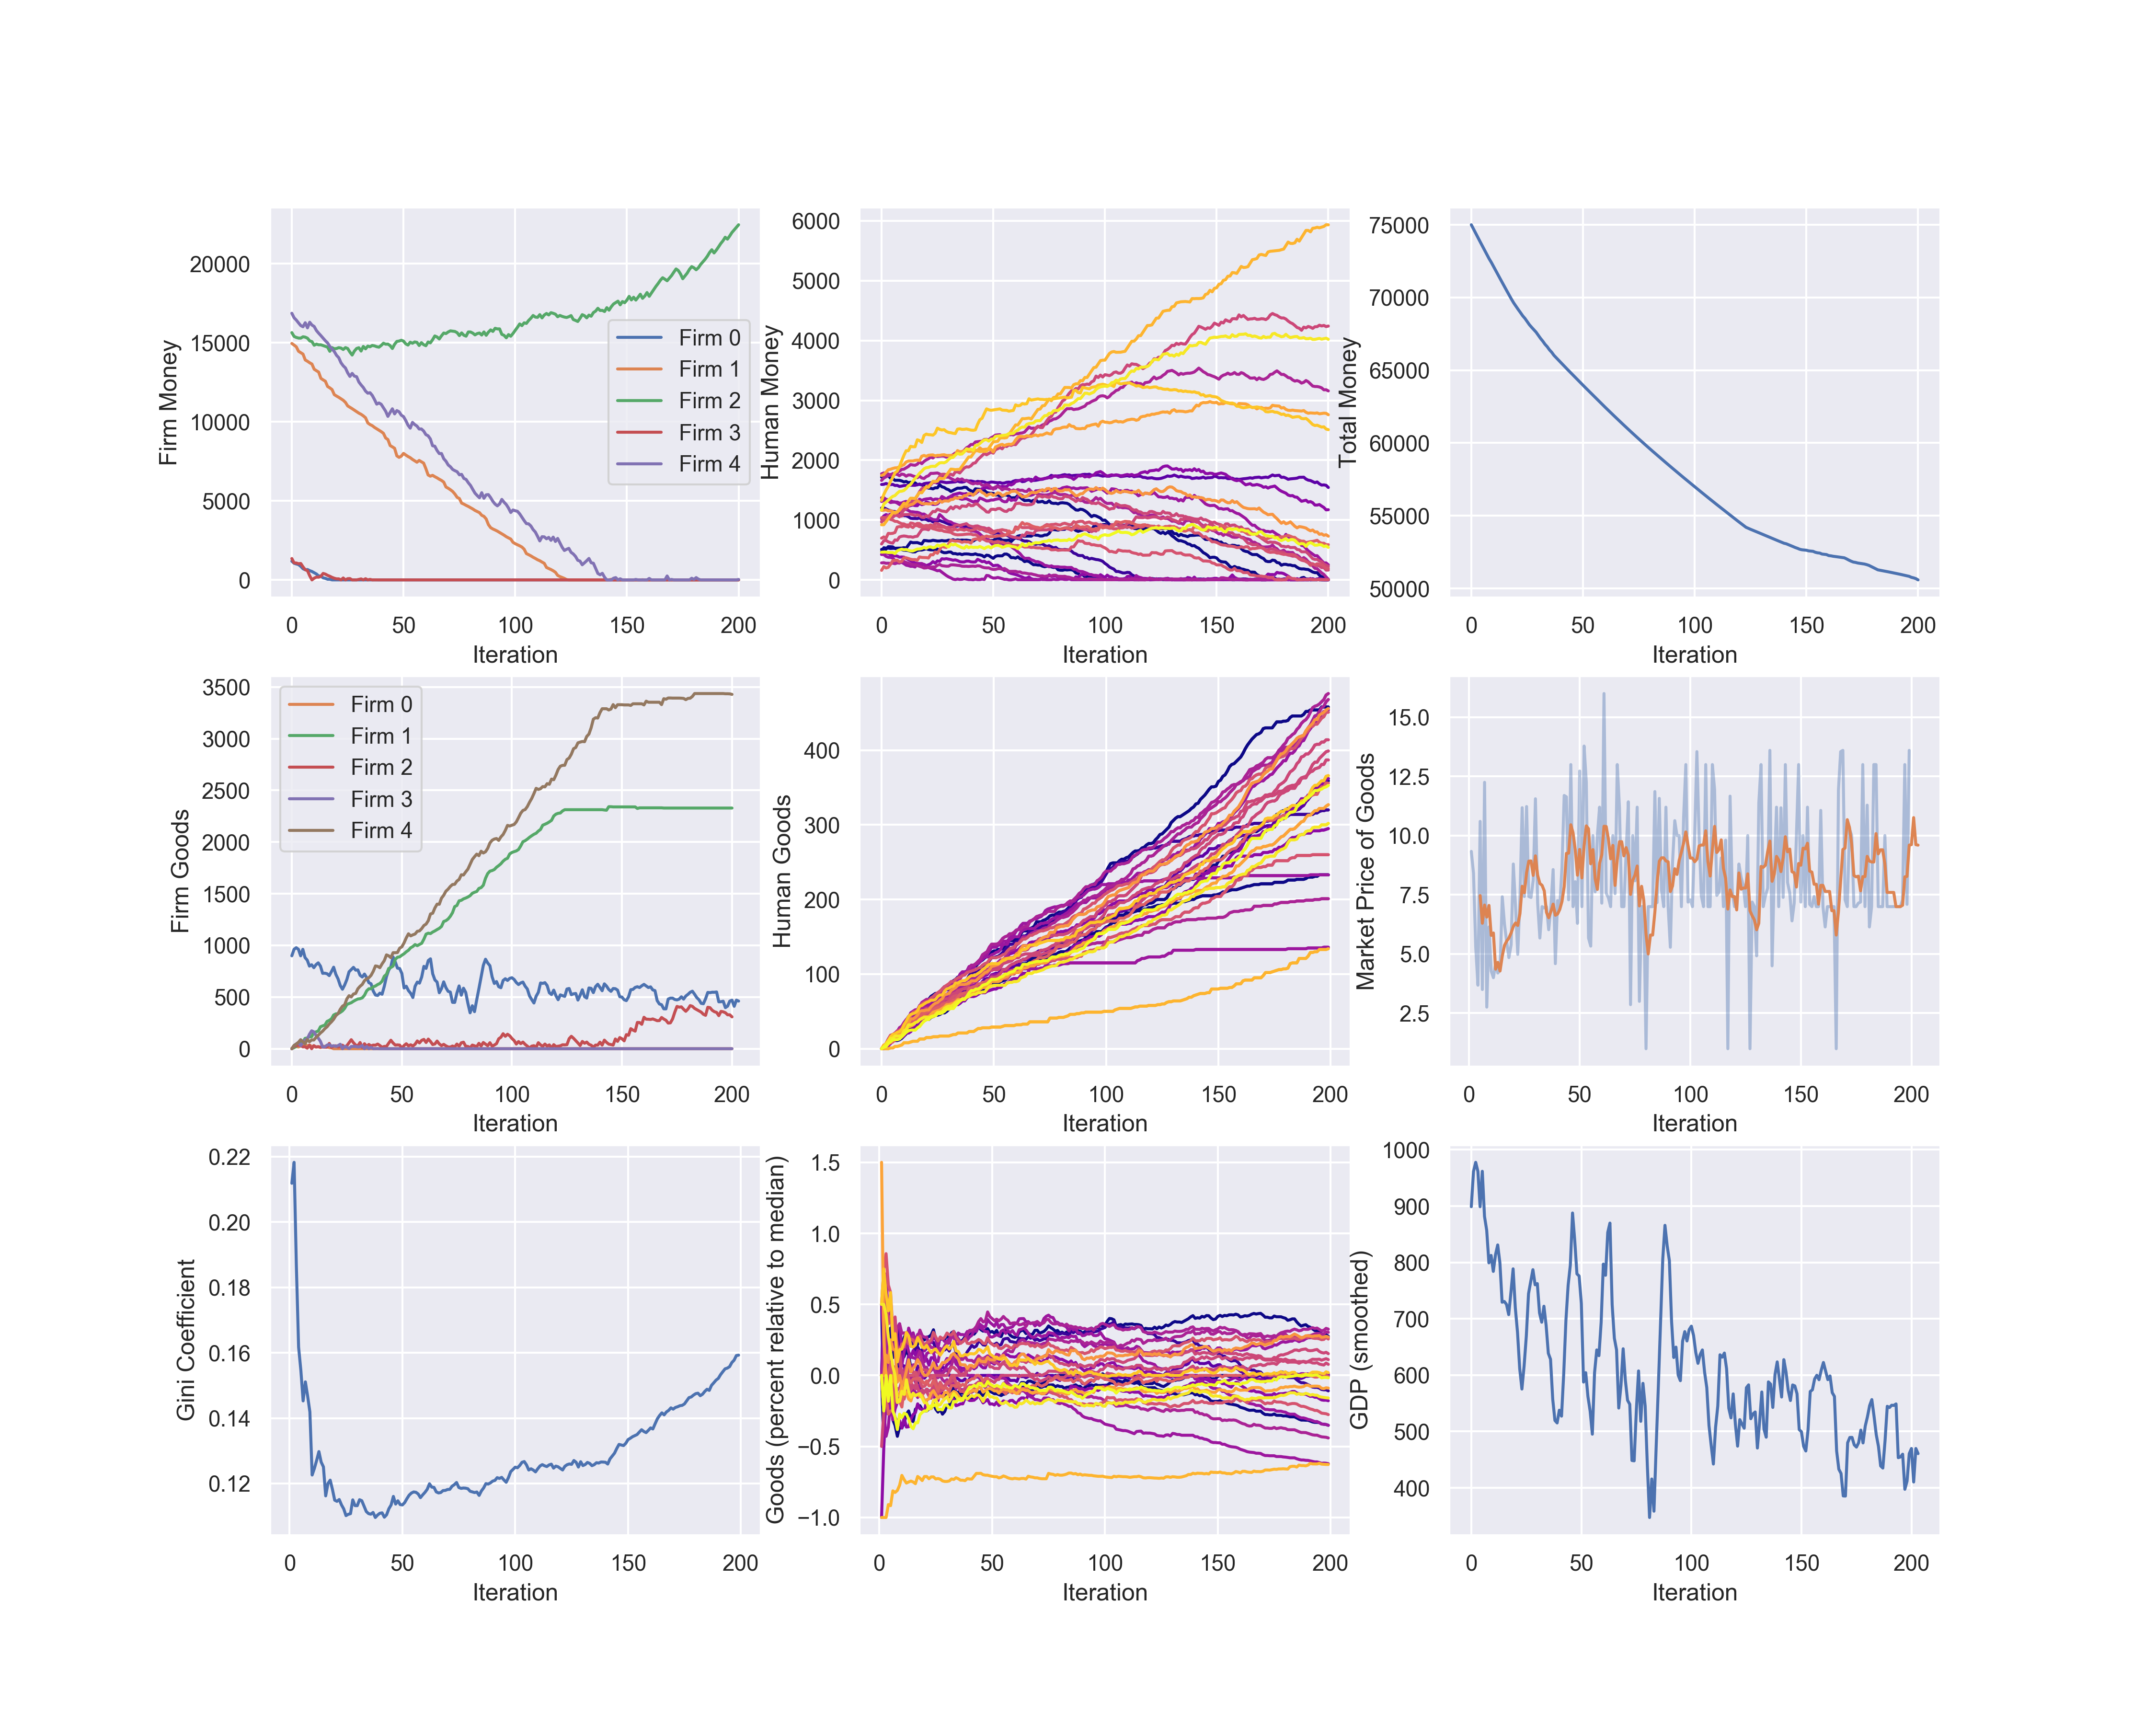 Firm Money
20000
15000
10000
5000
0
Firm 0
Firm 1
Firm 2
Firm 3
Firm 4
0 50 100 150 200
Iteration
Human Money
6000
5000
4000
3000
2000
1000
0
0 50 100 150 200
Iteration
Total Money
75000
70000
65000
60000
55000
50000
0 50 100 150 200
Iteration
Firm Goods
3500
3000
2500
2000
1500
1000
500
0
Firm 0
Firm 1
Firm 2
Firm 3
Firm 4
0 50 100 150 200
Iteration
Human Goods
400
300
200
100
0
0 50 100 150 200
Iteration
Market Price of Goods
15.0
12.5
10.0
7.5
5.0
2.5
0 50 100 150 200
Iteration
Gini Coefficient
0.22
0.20
0.18
0.16
0.14
0.12
0 50 100 150 200
Iteration
Goods (percent relative to median)
1.5
1.0
0.5
0.0
−0.5
−1.0
0 50 100 150 200
Iteration
GDP (smoothed)
1000
900
800
700
600
500
400
0 50 100 150 200
Iteration